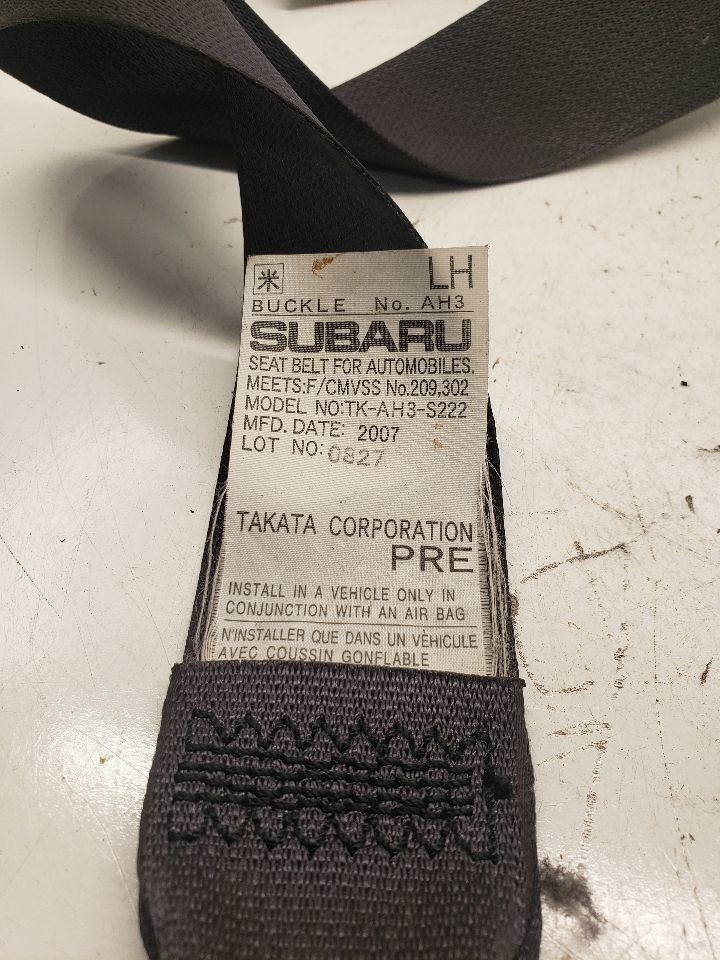 米 LH
BUCKLE No. AH3
SUBARU
SEAT BELT FOR AUTOMOBILES.
MEETS:F/CMVSS No.209,302
MODEL NO:TK-AH3-S222
MFD. DATE: 2007
LOT NO:0827
TAKATA CORPORATION
PRE
INSTALL IN A VEHICLE ONLY IN
CONJUNCTION WITH AN AIR BAG
N'INSTALLER QUE DANS UN VÈHICULE
AVEC COUSSIN GONFLABLE